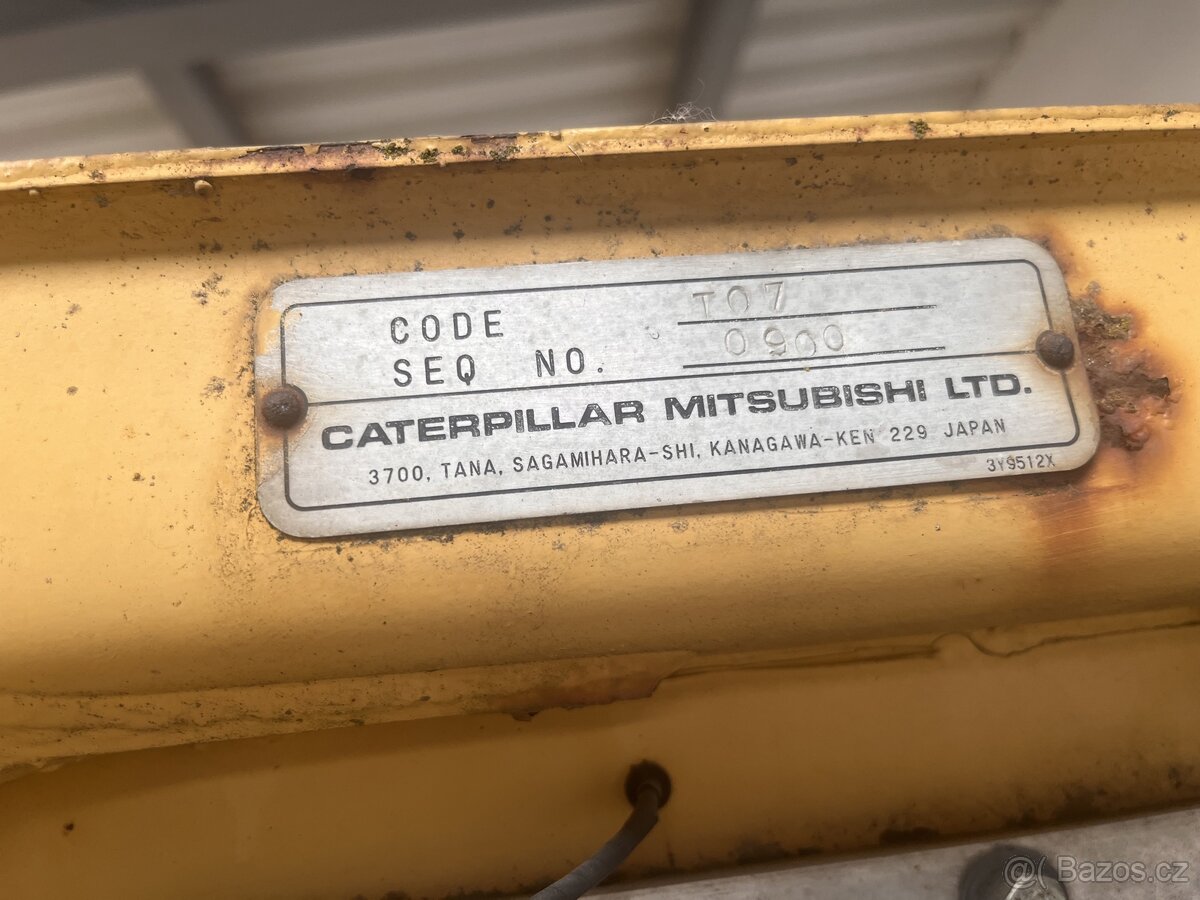 CODE T07
SEQ NO. 0900
CATERPILLAR MITSUBISHI LTD.
3700, TANA, SAGAMIHARA-SHI, KANAGAWA-KEN 229 JAPAN
3Y9512X
@( Bazos.cz